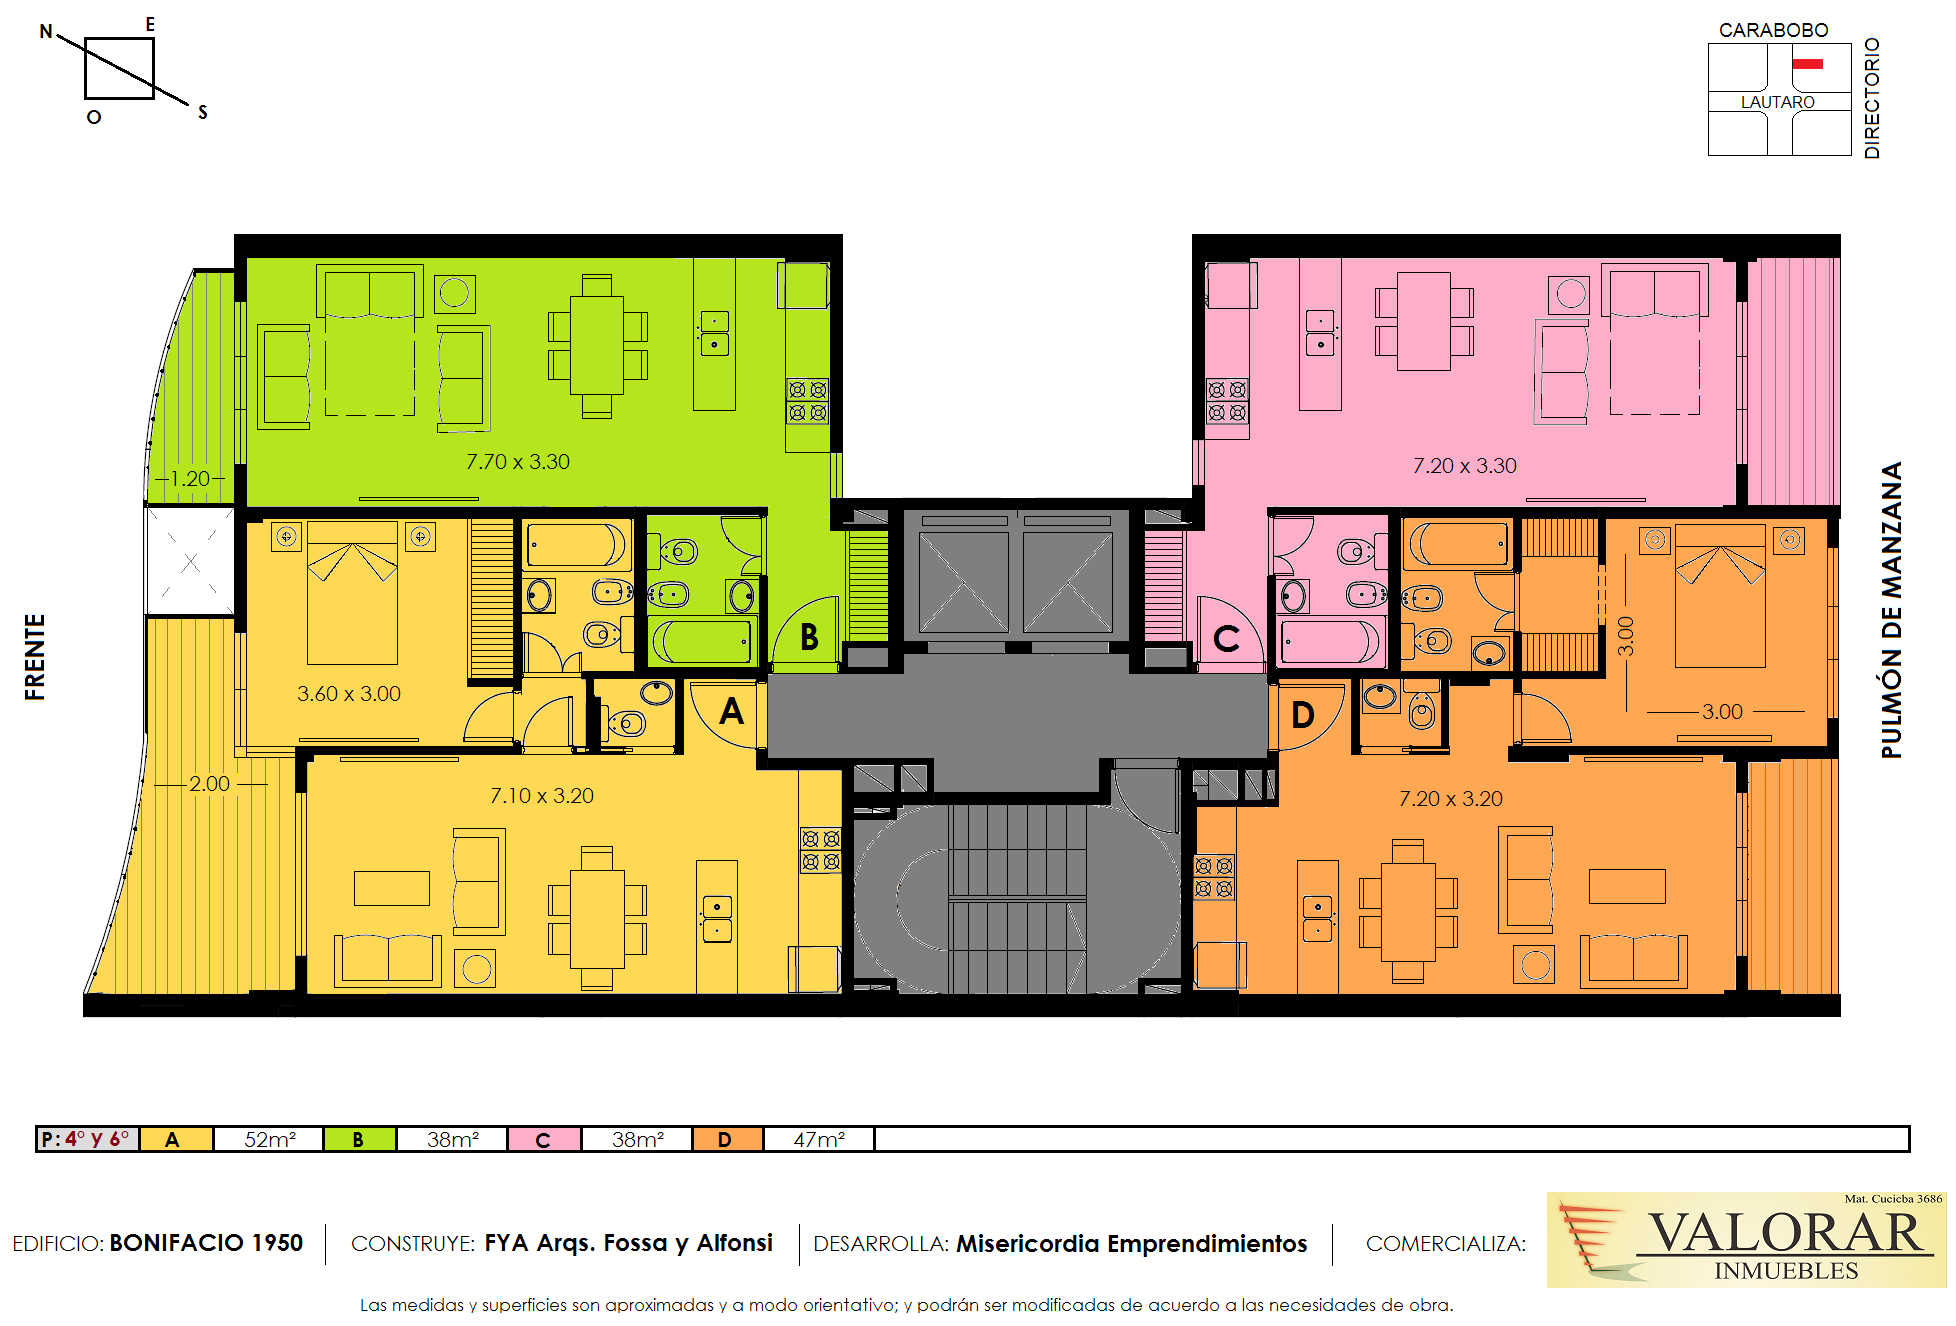 N
E
O
S
CARABOBO
LAUTARO
DIRECTORIO
FRENTE
PULMÓN DE MANZANA
7.70 x 3.30
1.20
7.20 x 3.30
B
C
3.60 x 3.00
A
D
3.00
3.00
2.00
7.10 x 3.20
7.20 x 3.20
P: 4° y 6° A 52m² B 38m² C 38m² D 47m²
EDIFICIO: BONIFACIO 1950
CONSTRUYE: FYA Arqs. Fossa y Alfonsi
DESARROLLA: Misericordia Emprendimientos
COMERCIALIZA:
Mat. Cucicba 3686
VALORAR
INMUEBLES
Las medidas y superficies son aproximadas y a modo orientativo; y podrán ser modificadas de acuerdo a las necesidades de obra.